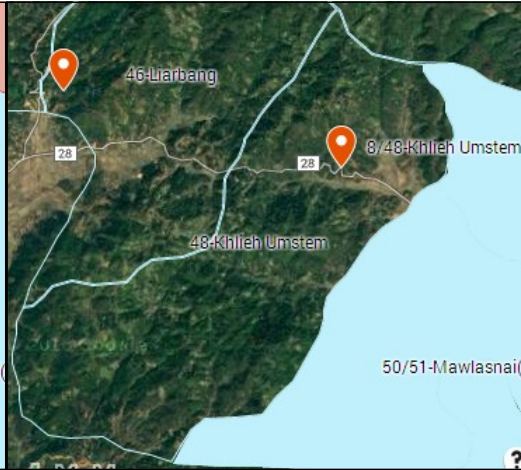 46-Liarbang
28
28
8/48-Khlieh Umstem
48-Khlieh Umstem
50/51-Mawlasnai(
?